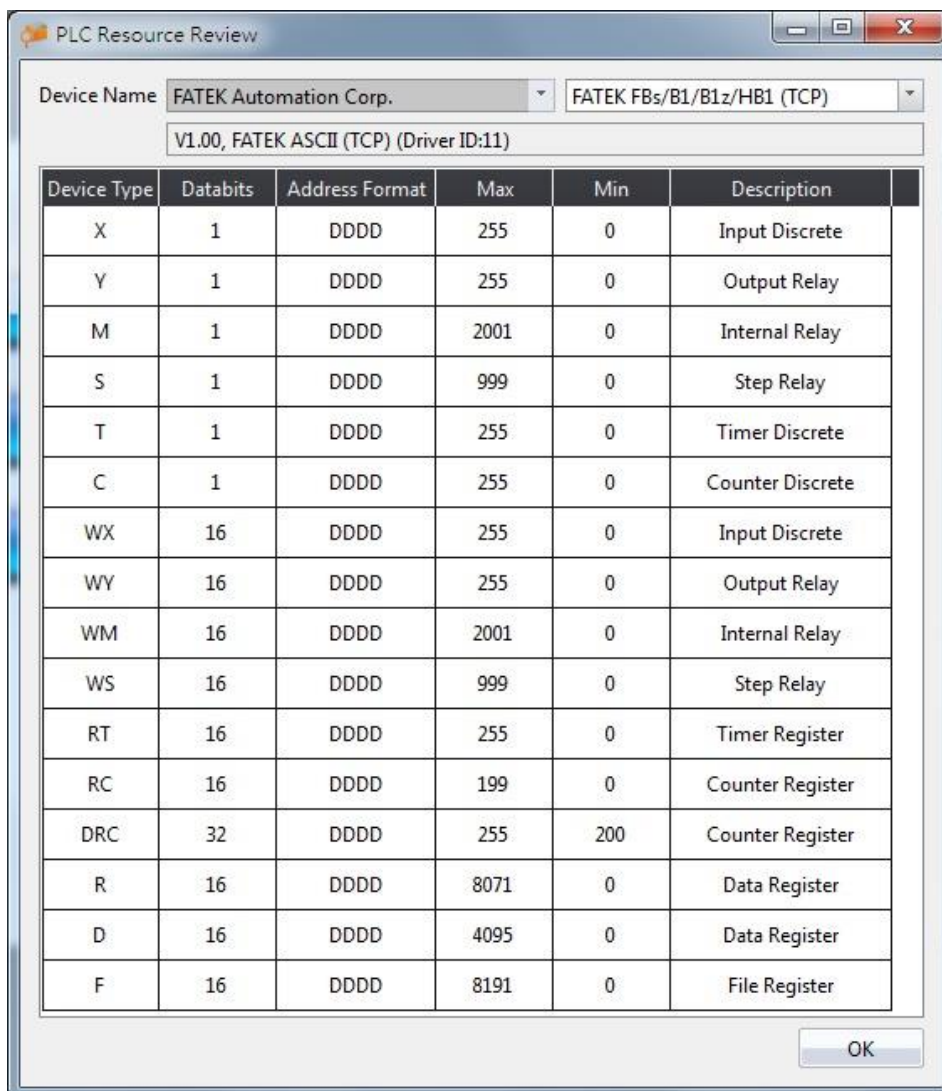 PLC Resource Review
Device Name FATEK Automation Corp. FATEK FBs/B1/B1z/HB1 (TCP)
V1.00, FATEK ASCII (TCP) (Driver ID:11)
Device Type Databits Address Format Max Min Description
X 1 DDDD 255 0 Input Discrete
Y 1 DDDD 255 0 Output Relay
M 1 DDDD 2001 0 Internal Relay
S 1 DDDD 999 0 Step Relay
T 1 DDDD 255 0 Timer Discrete
C 1 DDDD 255 0 Counter Discrete
WX 16 DDDD 255 0 Input Discrete
WY 16 DDDD 255 0 Output Relay
WM 16 DDDD 2001 0 Internal Relay
WS 16 DDDD 999 0 Step Relay
RT 16 DDDD 255 0 Timer Register
RC 16 DDDD 199 0 Counter Register
DRC 32 DDDD 255 200 Counter Register
R 16 DDDD 8071 0 Data Register
D 16 DDDD 4095 0 Data Register
F 16 DDDD 8191 0 File Register
OK